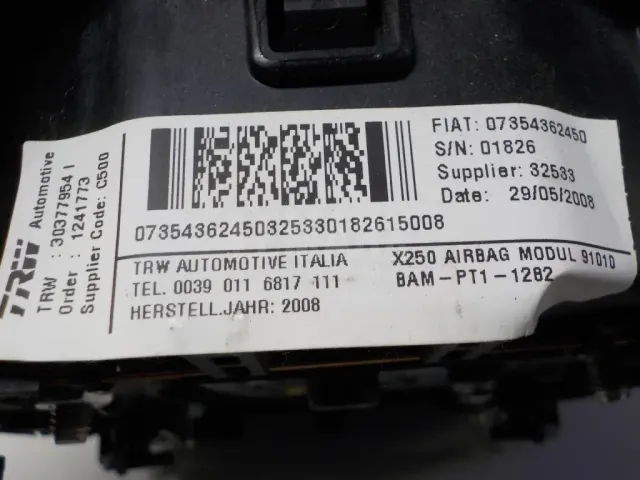 TRW Automotive
TRW : 30377954 I
Order : 1241773
Supplier Code: C500
FIAT: 07354362450
S/N: 01826
Supplier: 32533
Date: 29/05/2008
07354362450325330182615008
TRW AUTOMOTIVE ITALIA
TEL. 0039 011 6817 111
HERSTELL.JAHR: 2008
X250 AIRBAG MODUL 91010
BAM-PT1-1282